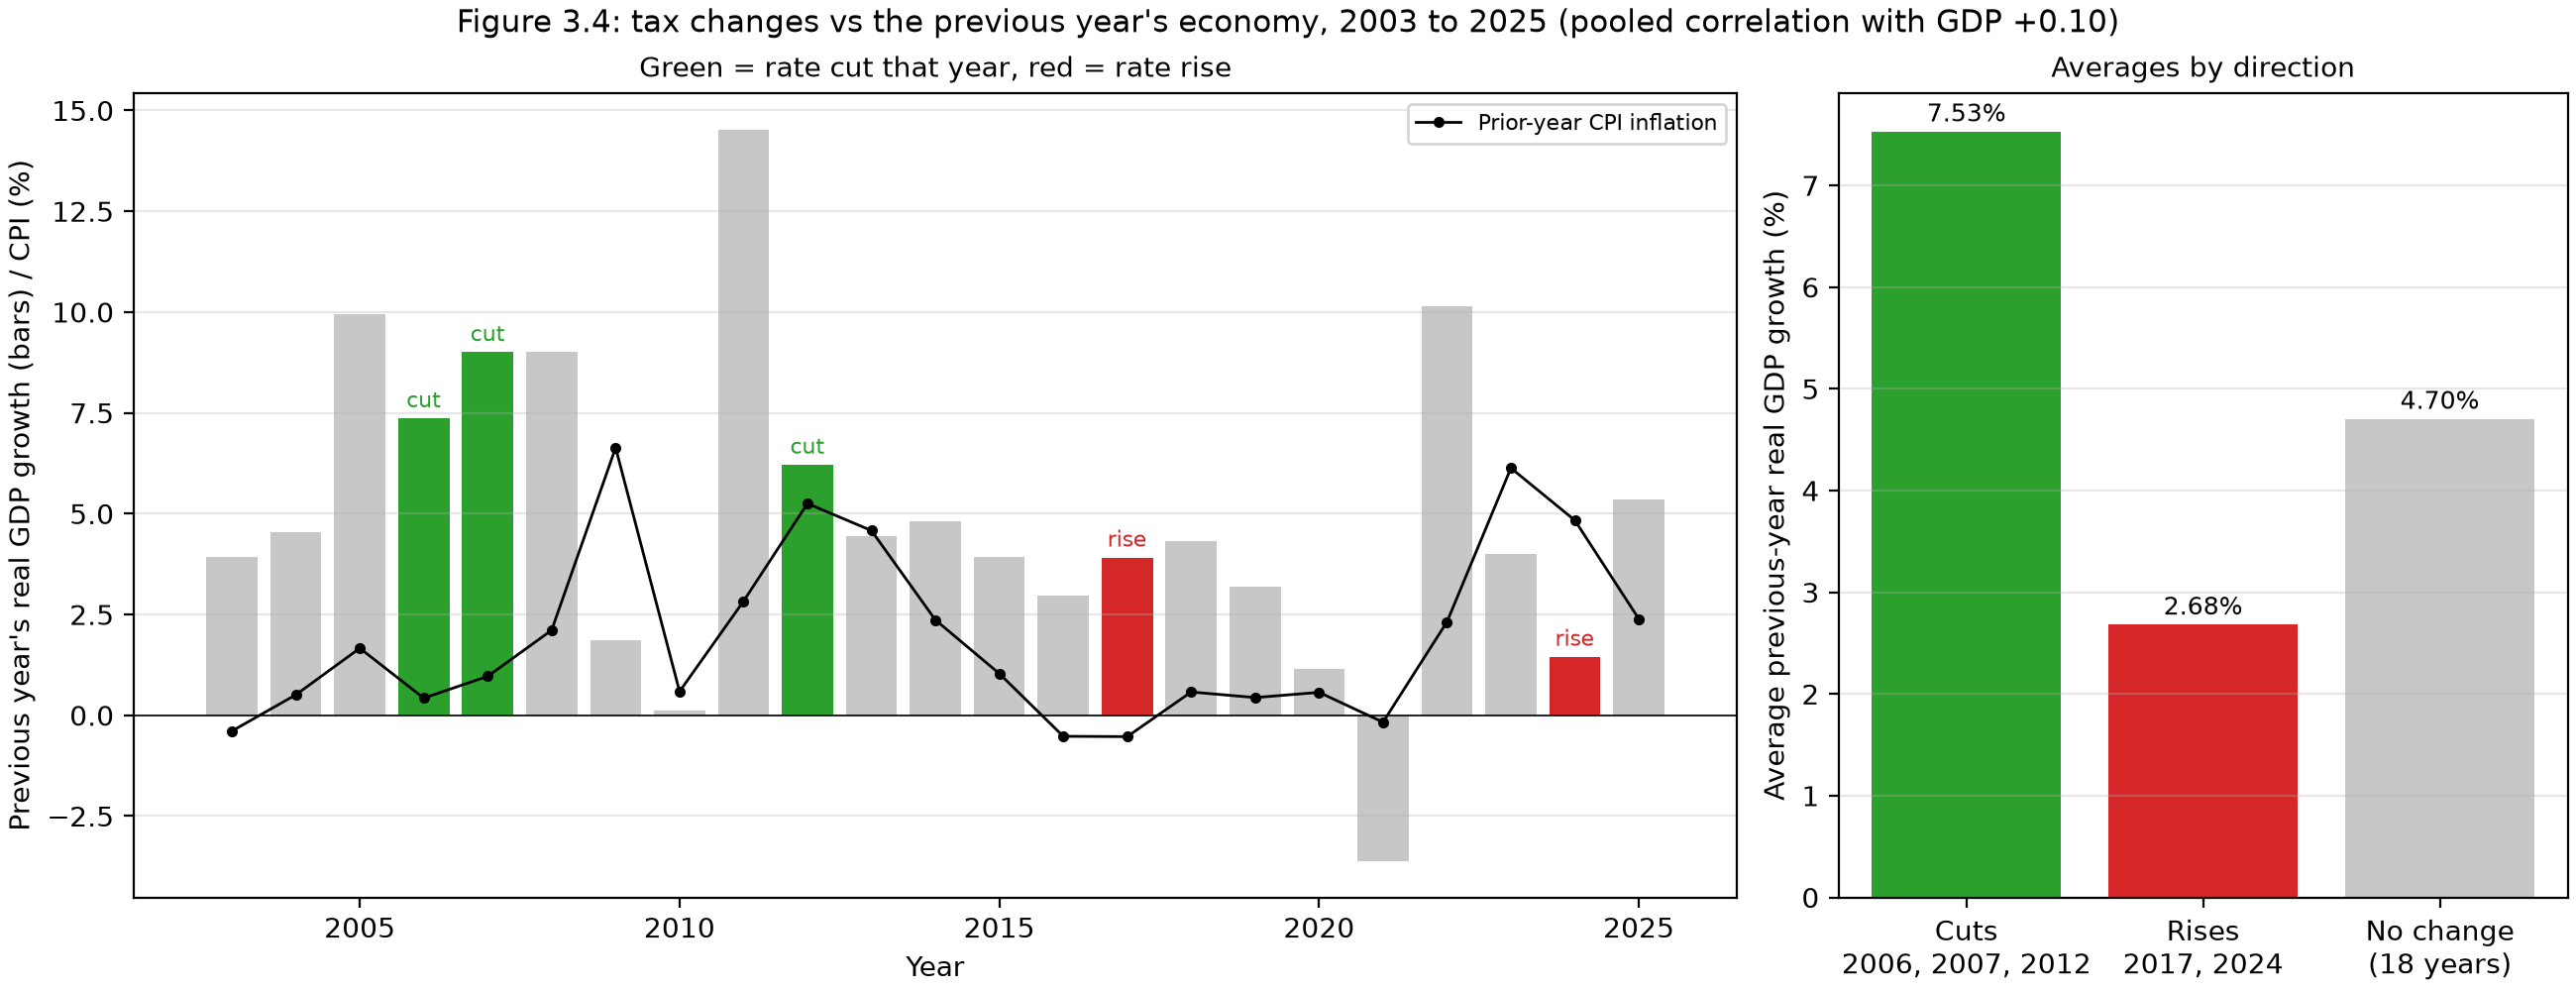 Figure 3.4: tax changes vs the previous year's economy, 2003 to 2025 (pooled correlation with GDP +0.10)
Green = rate cut that year, red = rate rise
Previous year's real GDP growth (bars) / CPI (%)
15.0
12.5
10.0
7.5
5.0
2.5
0.0
−2.5
Prior-year CPI inflation
cut
cut
cut
rise
rise
2005
2010
2015
2020
2025
Year
Averages by direction
Average previous-year real GDP growth (%)
7
6
5
4
3
2
1
0
7.53%
2.68%
4.70%
Cuts
2006, 2007, 2012
Rises
2017, 2024
No change
(18 years)